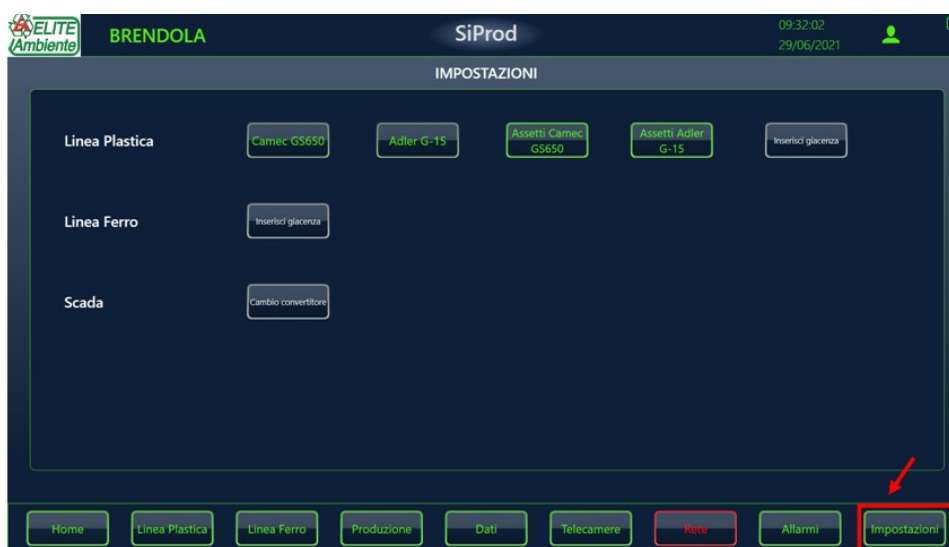 ELITE
Ambiente
BRENDOLA
SiProd
09:32:02
29/06/2021
IMPOSTAZIONI
Linea Plastica
Camec GS650
Adler G-15
Assetti Camec
GS650
Assetti Adler
G-15
Inserisci giacenza
Linea Ferro
Inserisci giacenza
Scada
Cambio convertitore
Home
Linea Plastica
Linea Ferro
Produzione
Dati
Telecamere
Rete
Allarmi
Impostazioni